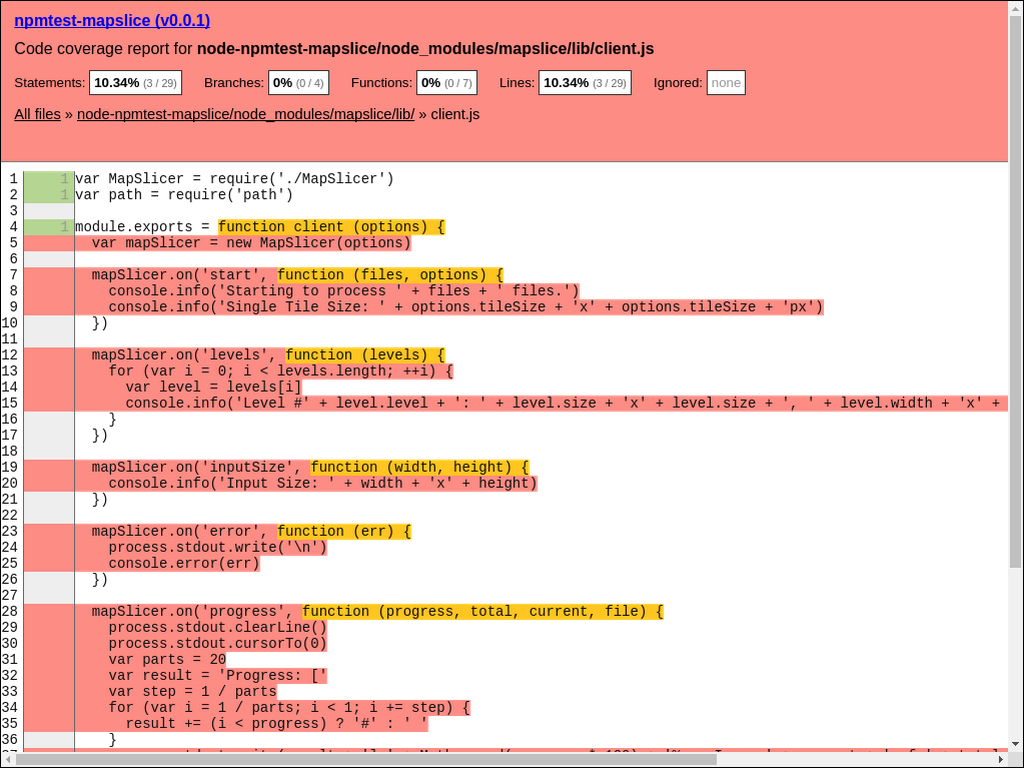 npmtest-mapslice (v0.0.1)
Code coverage report for node-npmtest-mapslice/node_modules/mapslice/lib/client.js
Statements: 10.34% (3 / 29) Branches: 0% (0 / 4) Functions: 0% (0 / 7) Lines: 10.34% (3 / 29) Ignored: none
All files » node-npmtest-mapslice/node_modules/mapslice/lib/ » client.js
1 1 var MapSlicer = require('./MapSlicer')
2 1 var path = require('path')
3
4 1 module.exports = function client (options) {
5 var mapSlicer = new MapSlicer(options)
6
7 mapSlicer.on('start', function (files, options) {
8 console.info('Starting to process ' + files + ' files.')
9 console.info('Single Tile Size: ' + options.tileSize + 'x' + options.tileSize + 'px')
10 })
11
12 mapSlicer.on('levels', function (levels) {
13 for (var i = 0; i < levels.length; ++i) {
14 var level = levels[i]
15 console.info('Level #' + level.level + ': ' + level.size + 'x' + level.size + ', ' + level.width + 'x' +
16 }
17 })
18
19 mapSlicer.on('inputSize', function (width, height) {
20 console.info('Input Size: ' + width + 'x' + height)
21 })
22
23 mapSlicer.on('error', function (err) {
24 process.stdout.write('\n')
25 console.error(err)
26 })
27
28 mapSlicer.on('progress', function (progress, total, current, file) {
29 process.stdout.clearLine()
30 process.stdout.cursorTo(0)
31 var parts = 20
32 var result = 'Progress: ['
33 var step = 1 / parts
34 for (var i = 1 / parts; i < 1; i += step) {
35 result += (i < progress) ? '#' : ' '
36 }